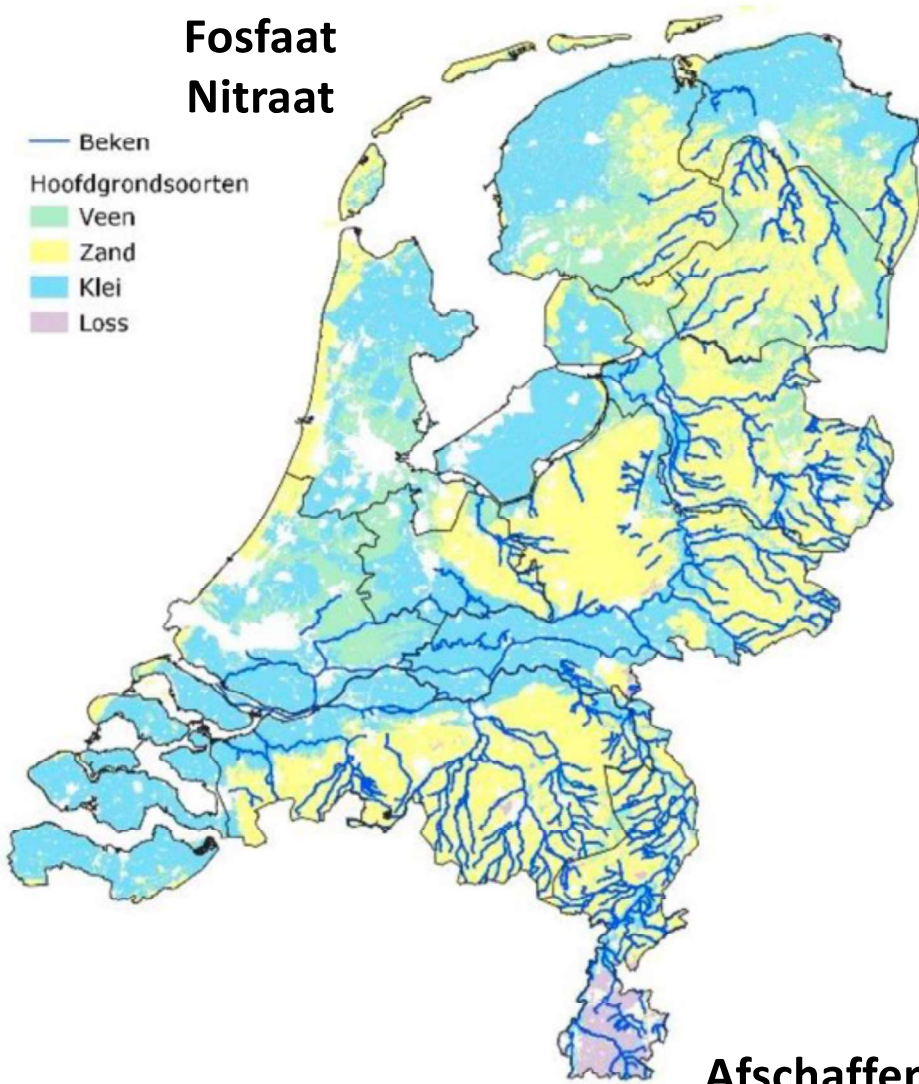 Fosfaat
Nitraat
Beken
Hoofdgrondsoorten
Veen
Zand
Klei
Loss